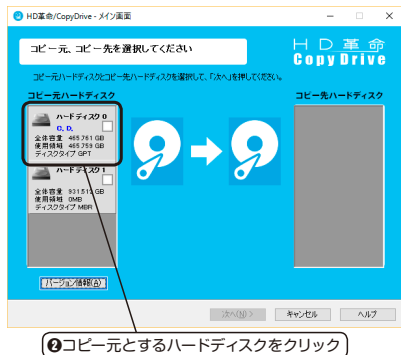 HD革命/CopyDrive - メイン画面
コピー元、コピー先を選択してください
HD革命
CopyDrive
コピー元ハードディスクとコピー先ハードディスクを選択して、「次へ」を押してください。
コピー元ハードディスク
コピー先ハードディスク
ハードディスク 0
C, D,
全体容量 465.761 GB
使用領域 465.759 GB
ディスクタイプ GPT
ハードディスク 1
全体容量 931.512 GB
使用領域 0MB
ディスクタイプ MBR
バージョン情報(A)
次へ(N) >
キャンセル
ヘルプ
❷コピー元とするハードディスクをクリック